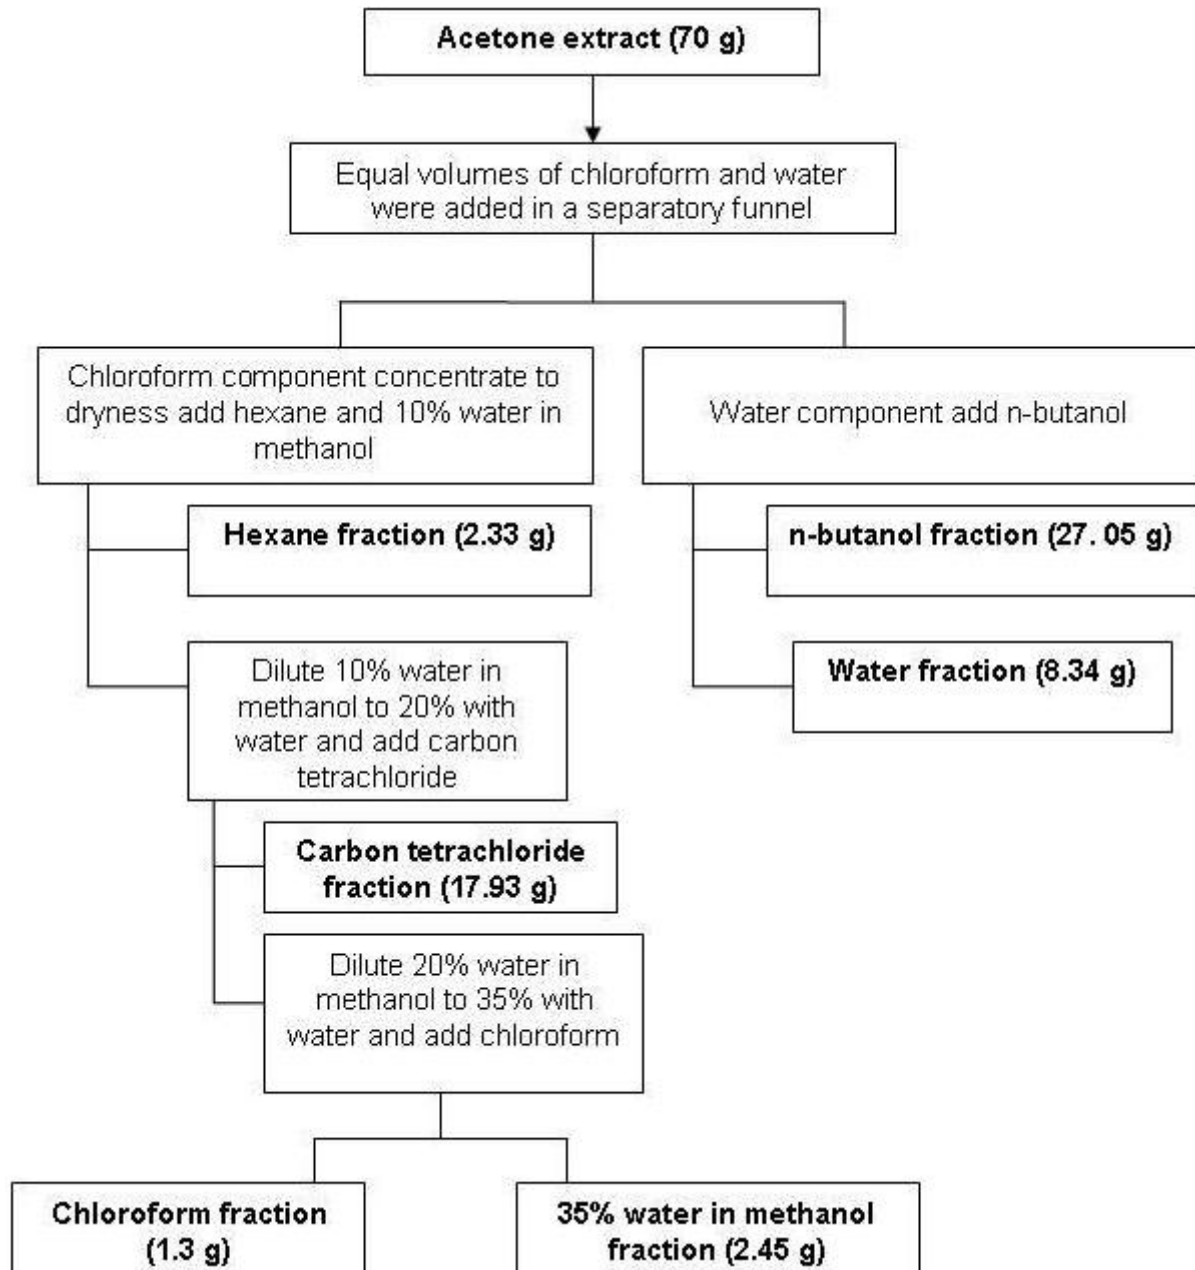 Acetone extract (70 g)
Equal volumes of chloroform and water
were added in a separatory funnel
Chloroform component concentrate to
dryness add hexane and 10% water in
methanol
Water component add n-butanol
Hexane fraction (2.33 g)
n-butanol fraction (27. 05 g)
Dilute 10% water in
methanol to 20% with
water and add carbon
tetrachloride
Water fraction (8.34 g)
Carbon tetrachloride
fraction (17.93 g)
Dilute 20% water in
methanol to 35% with
water and add chloroform
Chloroform fraction
(1.3 g)
35% water in methanol
fraction (2.45 g)